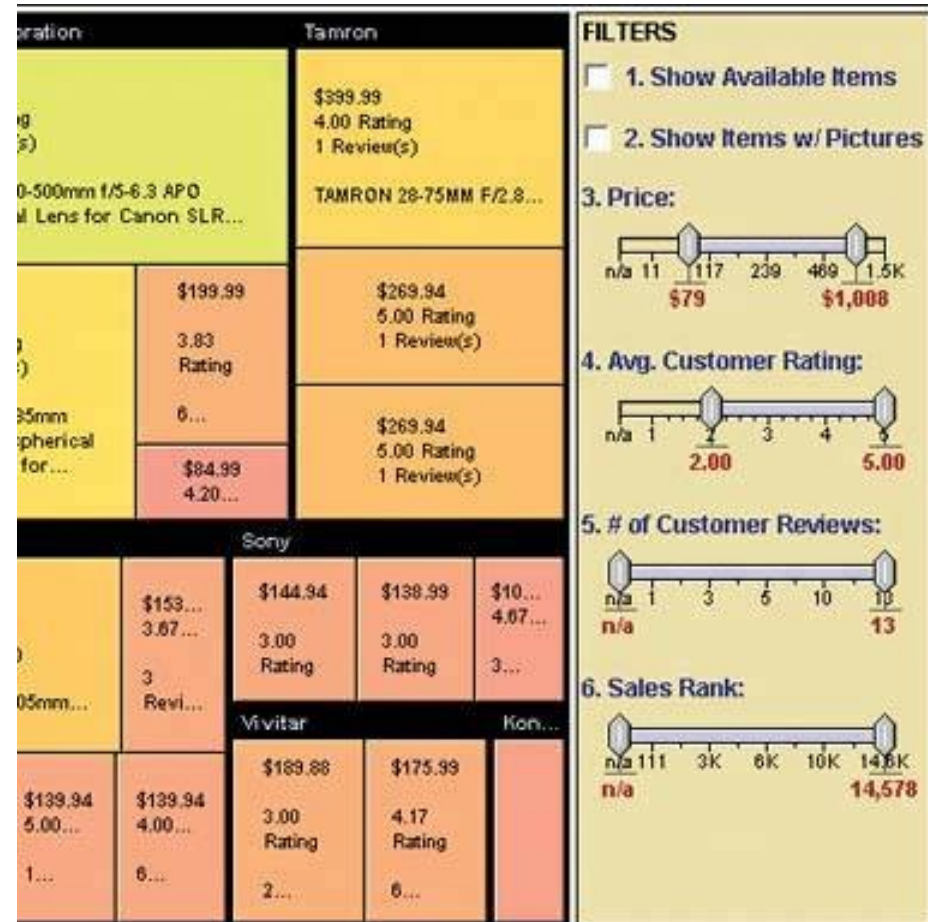 oration
g
s)
0-500mm f/5-6.3 APO
al Lens for Canon SLR...
$199.99
3.83
Rating
6...
)
35mm
pherical
for...
$84.99
4.20...
Tamron
$399.99
4.00 Rating
1 Review(s)
TAMRON 28-75MM F/2.8...
$269.94
5.00 Rating
1 Review(s)
$269.94
5.00 Rating
1 Review(s)
05mm...
$153...
3.67...
3
Revi...
$139.94
5.00...
1...
$139.94
4.00...
6...
Sony
$144.94
3.00
Rating
$138.99
3.00
Rating
$10...
4.67...
3...
Vivitar
$189.88
3.00
Rating
2...
$175.99
4.17
Rating
6...
Kon...
FILTERS
1. Show Available Items
2. Show Items w/ Pictures
3. Price:
n/a 11 117 239 469 1.5K
$79 $1,008
4. Avg. Customer Rating:
n/a 1 2 3 4 5
2.00 5.00
5. # of Customer Reviews:
n/a 1 3 6 10 13
n/a 13
6. Sales Rank:
n/a 111 3K 6K 10K 14,6K
n/a 14,578